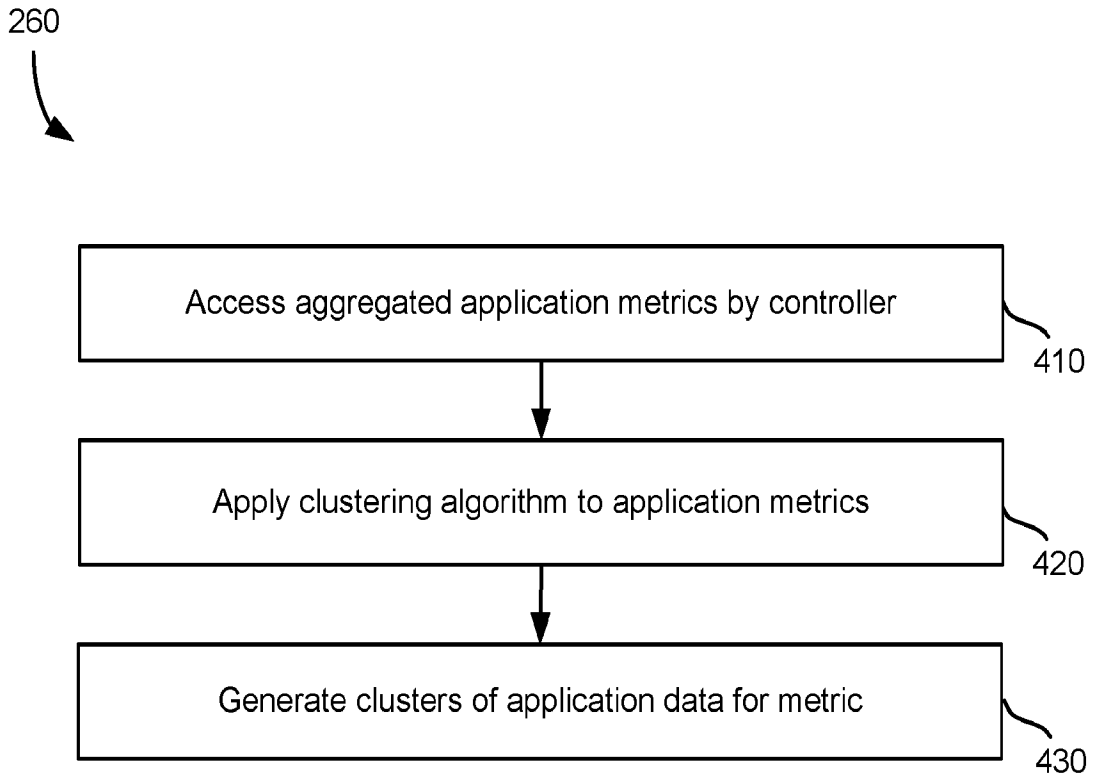 260
Access aggregated application metrics by controller
410
Apply clustering algorithm to application metrics
420
Generate clusters of application data for metric
430